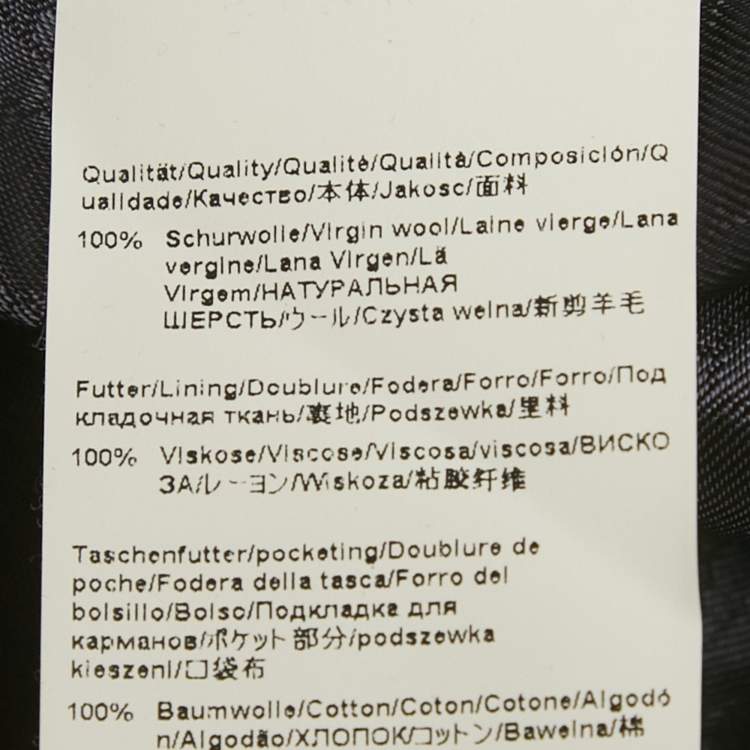 Qualität/Quality/Qualité/Qualità/Composición/Q
ualidade/Качество/本体/Jakosc/面料
100% Schurwolle/Virgin wool/Laine vierge/Lana
vergine/Lana Virgen/Lã
Virgem/НАТУРАЛЬНАЯ
ШЕРСТЬ/ウール/Czysta welna/新剪羊毛
Futter/Lining/Doublure/Fodera/Forro/Forro/Под
кладочная ткань/裏地/Podszewka/里料
100% Viskose/Viscose/Viscosa/viscosa/ВИСКО
ЗА/レーヨン/Wiskoza/粘胶纤维
Taschenfutter/pocketing/Doublure de
poche/Fodera della tasca/Forro del
bolsillo/Bolso/Подкладка для
карманов/ポケット部分/podszewka
kieszeni/口袋布
100% Baumwolle/Cotton/Coton/Cotone/Algodó
n/Algodão/ХЛОПОК/コットン/Bawelna/棉